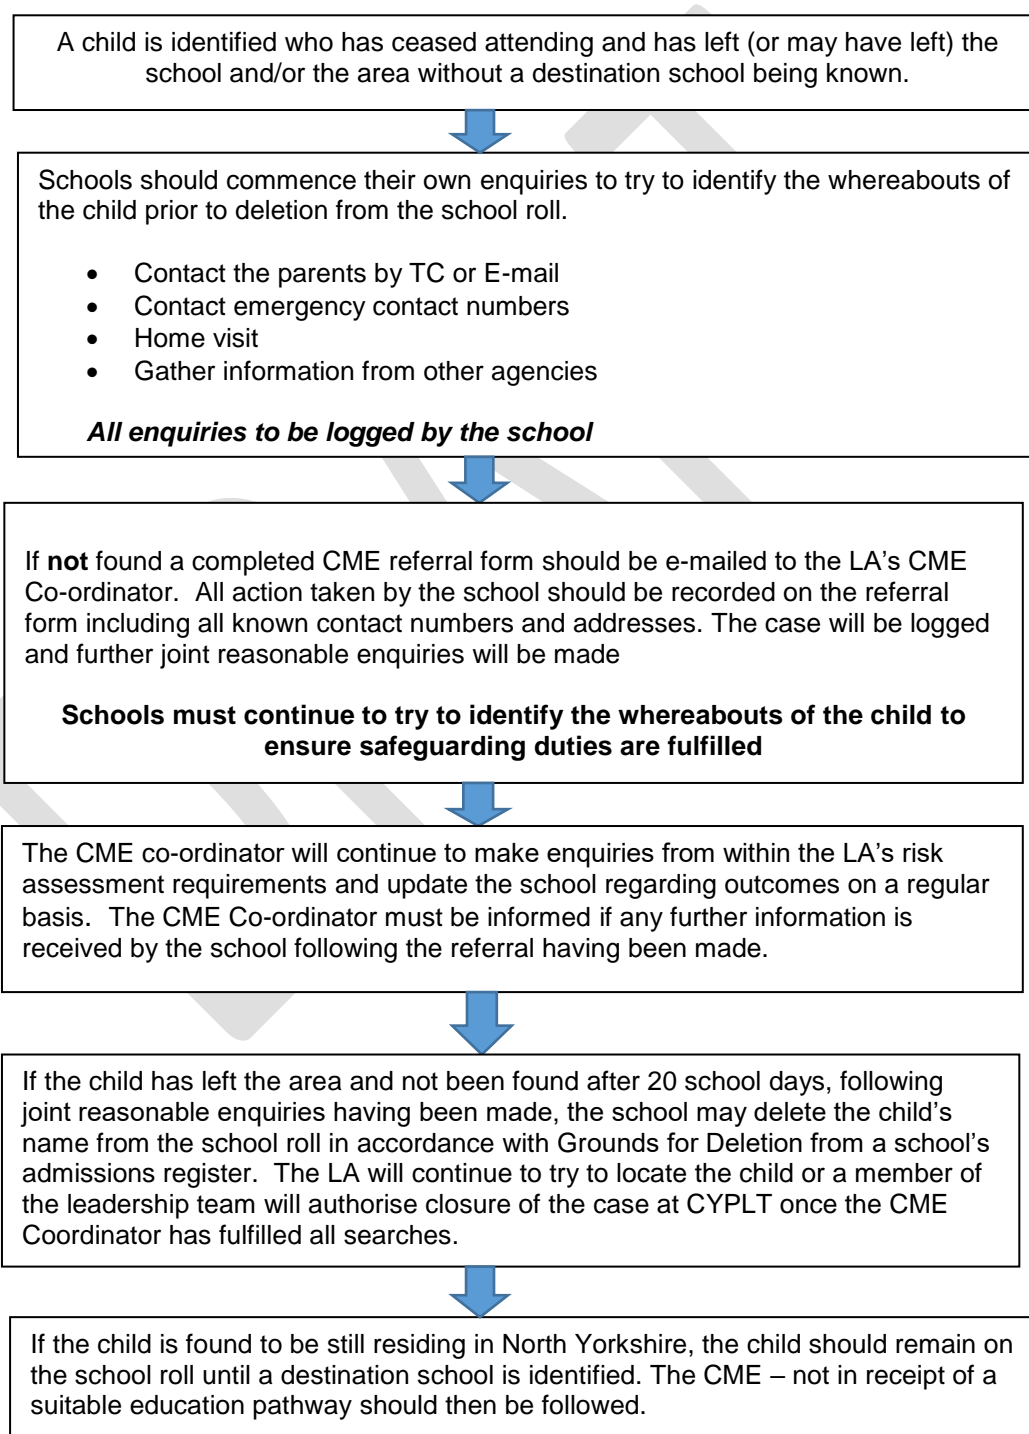 A child is identified who has ceased attending and has left (or may have left) the
school and/or the area without a destination school being known.
Schools should commence their own enquiries to try to identify the whereabouts of
the child prior to deletion from the school roll.
• Contact the parents by TC or E-mail
• Contact emergency contact numbers
• Home visit
• Gather information from other agencies
All enquiries to be logged by the school
If not found a completed CME referral form should be e-mailed to the LA’s CME
Co-ordinator. All action taken by the school should be recorded on the referral
form including all known contact numbers and addresses. The case will be logged
and further joint reasonable enquiries will be made
Schools must continue to try to identify the whereabouts of the child to
ensure safeguarding duties are fulfilled
The CME co-ordinator will continue to make enquiries from within the LA’s risk
assessment requirements and update the school regarding outcomes on a regular
basis. The CME Co-ordinator must be informed if any further information is
received by the school following the referral having been made.
If the child has left the area and not been found after 20 school days, following
joint reasonable enquiries having been made, the school may delete the child’s
name from the school roll in accordance with Grounds for Deletion from a school’s
admissions register. The LA will continue to try to locate the child or a member of
the leadership team will authorise closure of the case at CYPLT once the CME
Coordinator has fulfilled all searches.
If the child is found to be still residing in North Yorkshire, the child should remain on
the school roll until a destination school is identified. The CME – not in receipt of a
suitable education pathway should then be followed.